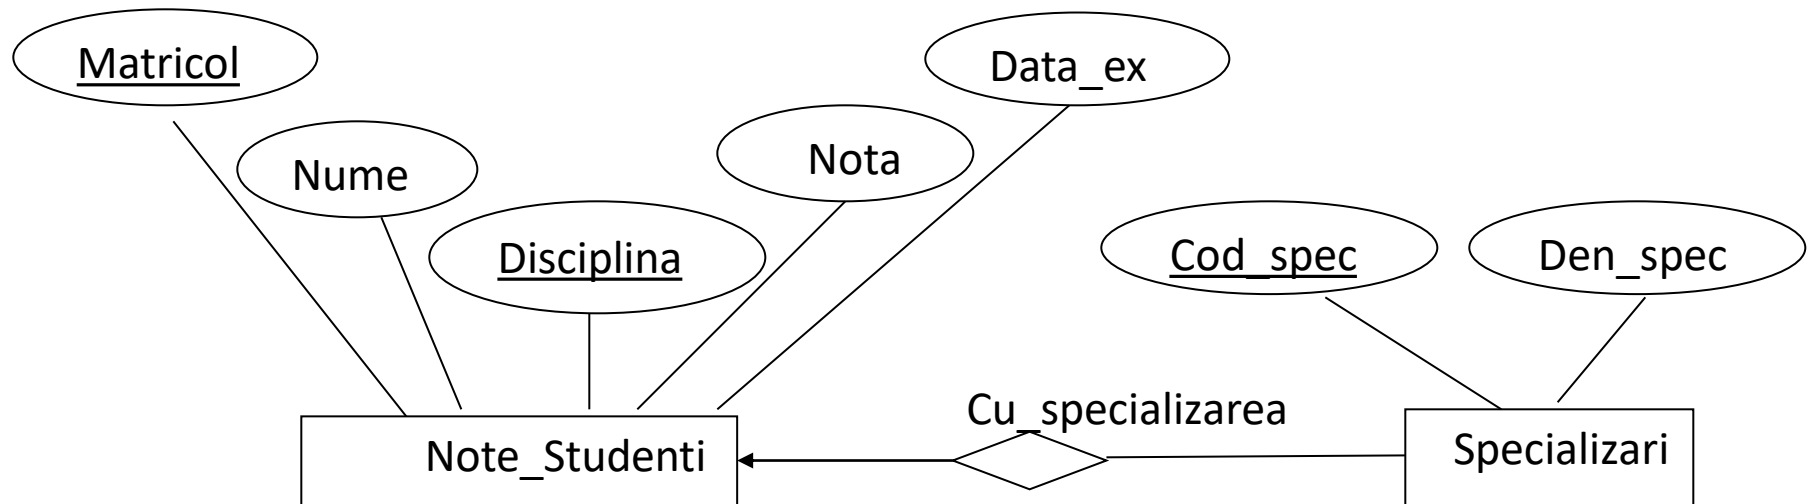 Matricol
Data_ex
Nume
Nota
Disciplina
Cod_spec
Den_spec
Cu_specializarea
Note_Studenti
Specializari